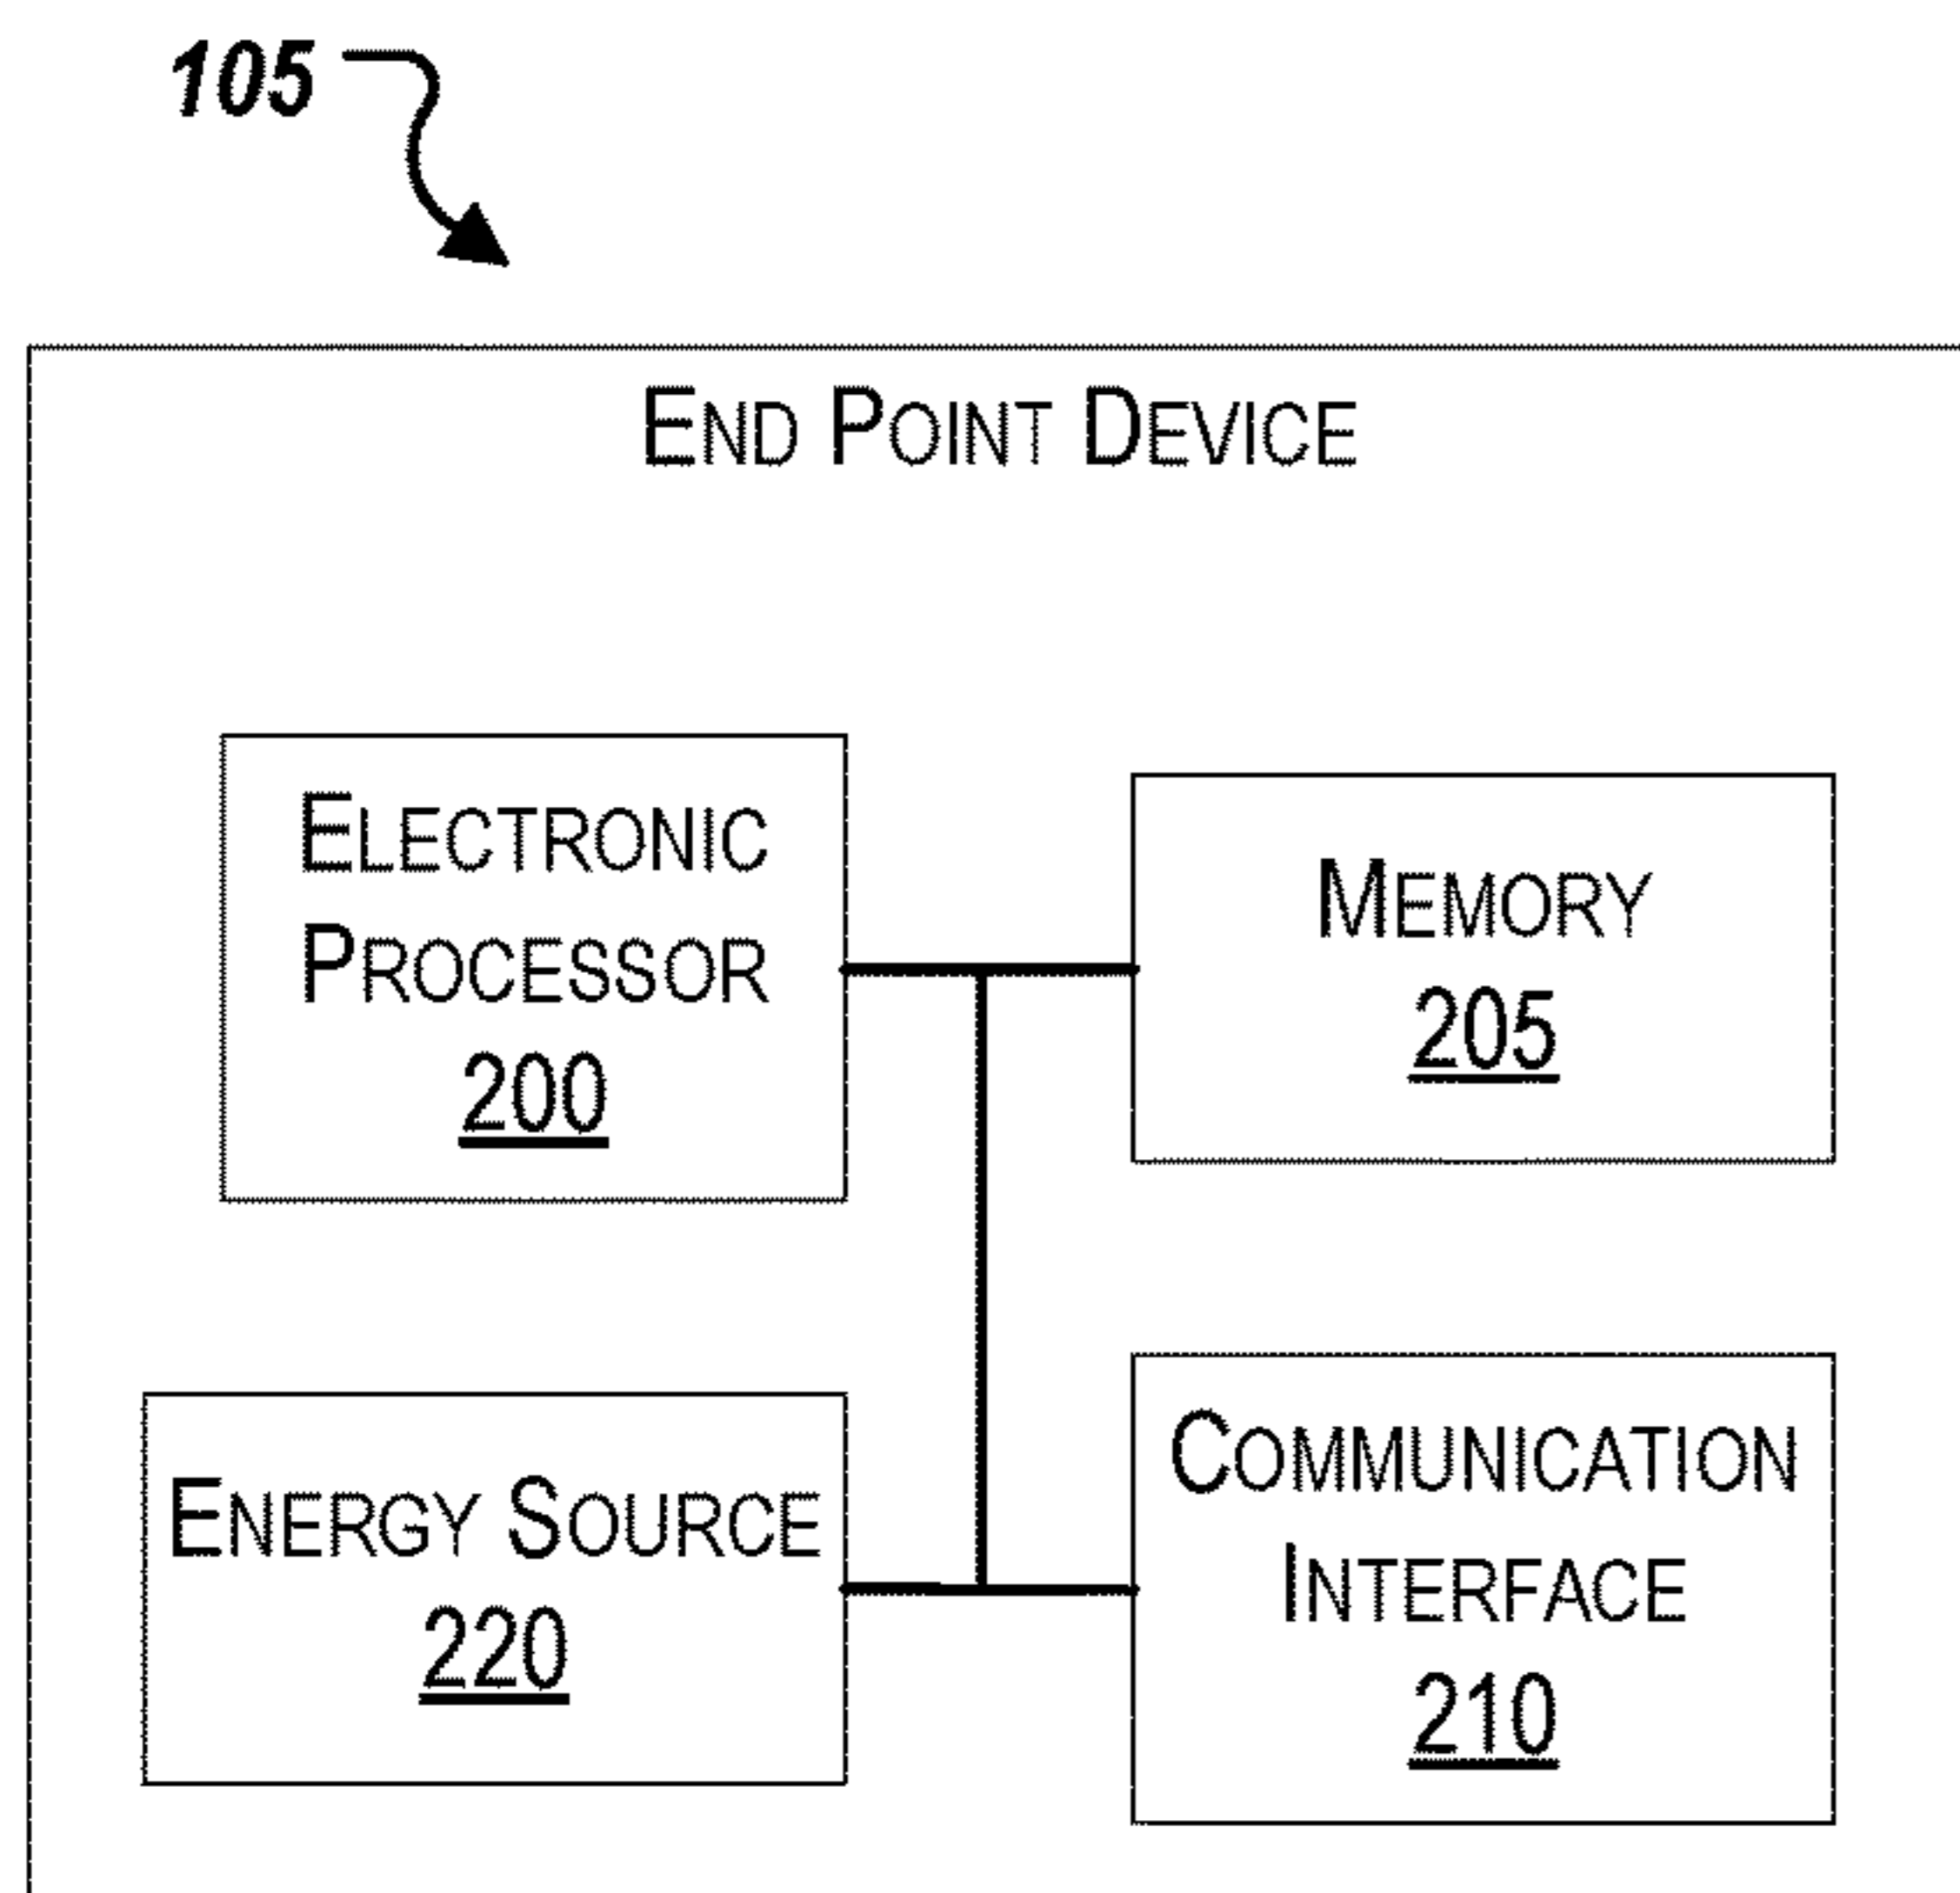 105
END POINT DEVICE
ELECTRONIC
PROCESSOR
200
MEMORY
205
ENERGY SOURCE
220
COMMUNICATION
INTERFACE
210